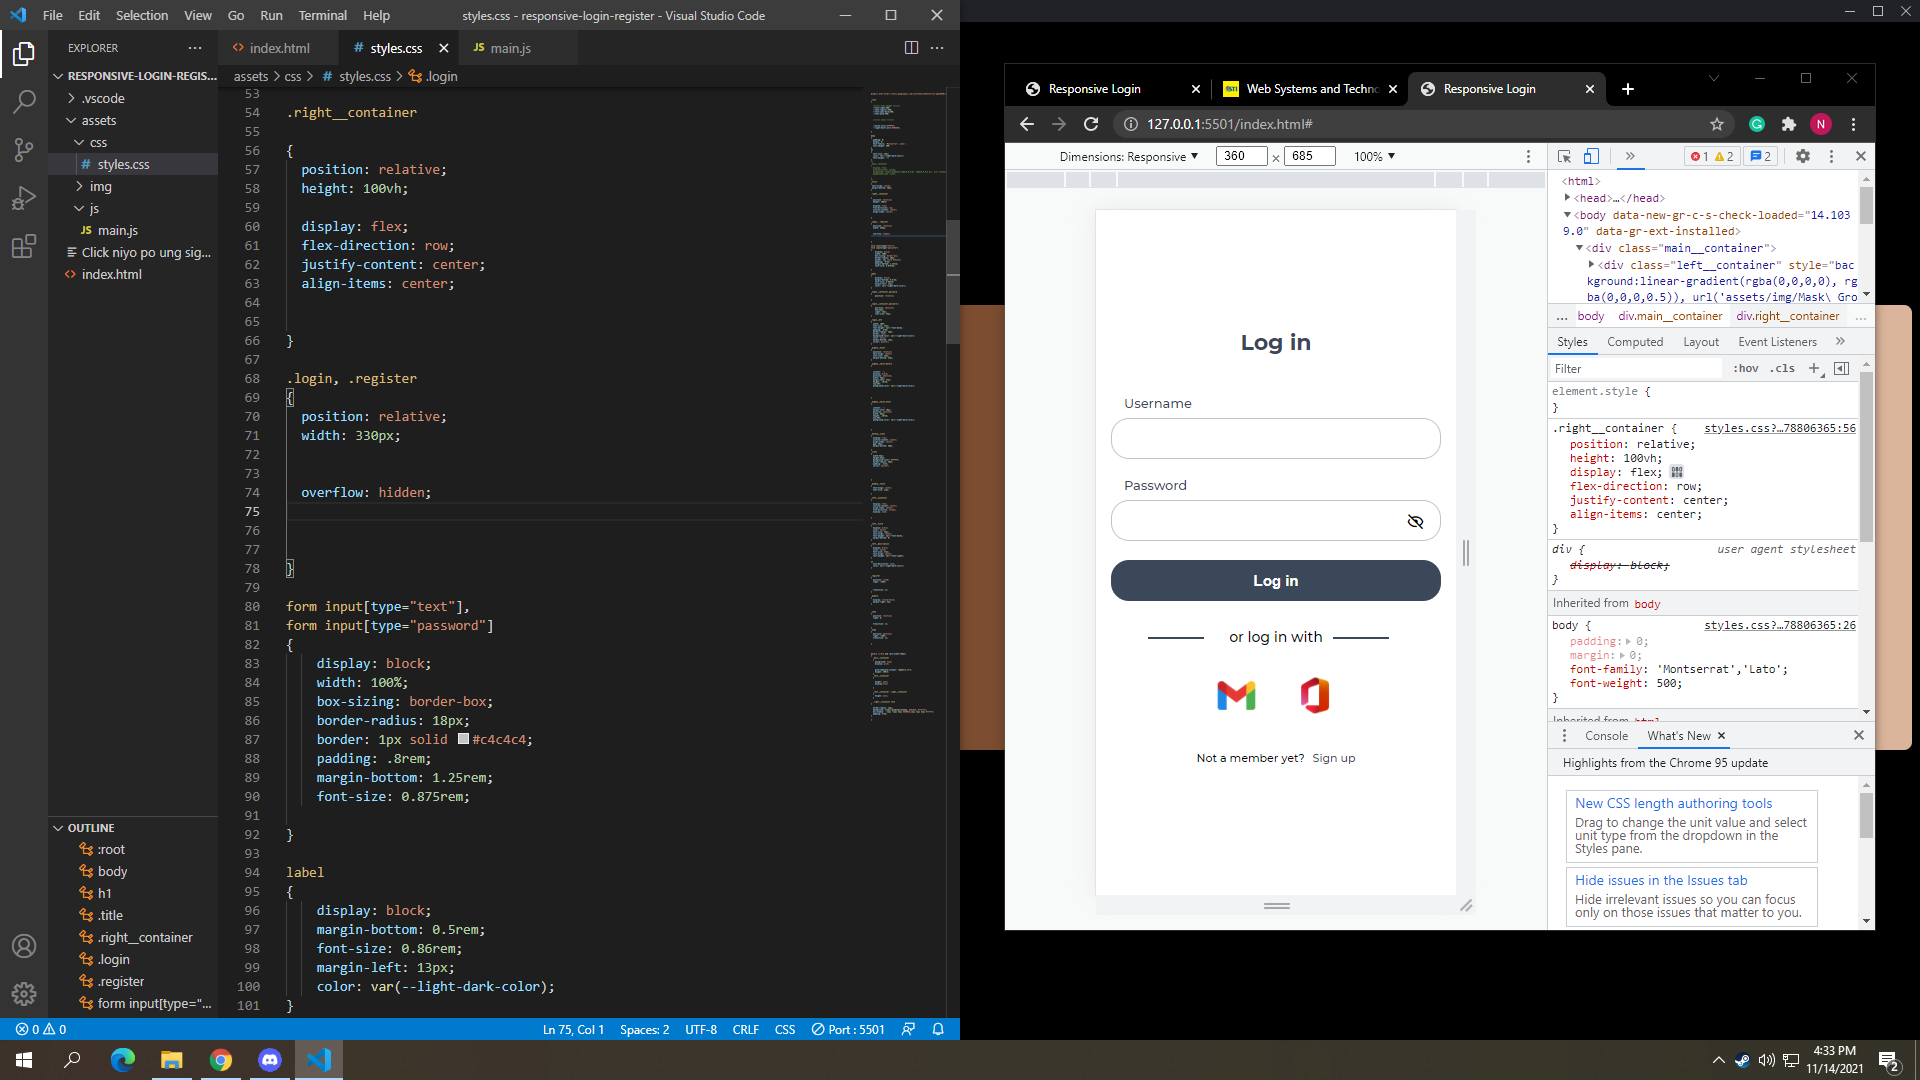 File Edit Selection View Go Run Terminal Help
styles.css - responsive-login-register - Visual Studio Code
EXPLORER
RESPONSIVE-LOGIN-REGIS...
.vscode
assets
css
# styles.css
img
js
JS main.js
Click niyo po ung sig...
<> index.html
OUTLINE
:root
body
h1
.title
.right__container
.login
.register
form input[type="...
<> index.html
# styles.css
JS main.js
assets > css > # styles.css > .login
53
54 .right__container
55
56 {
57 position: relative;
58 height: 100vh;
59
60 display: flex;
61 flex-direction: row;
62 justify-content: center;
63 align-items: center;
64
65
66 }
67
68 .login, .register
69 {
70 position: relative;
71 width: 330px;
72
73
74 overflow: hidden;
75
76
77
78 }
79
80 form input[type="text"],
81 form input[type="password"]
82 {
83 display: block;
84 width: 100%;
85 box-sizing: border-box;
86 border-radius: 18px;
87 border: 1px solid #c4c4c4;
88 padding: .8rem;
89 margin-bottom: 1.25rem;
90 font-size: 0.875rem;
91
92 }
93
94 label
95 {
96 display: block;
97 margin-bottom: 0.5rem;
98 font-size: 0.86rem;
99 margin-left: 13px;
100 color: var(--light-dark-color);
101 }
0 0
Ln 75, Col 1 Spaces: 2 UTF-8 CRLF CSS Port : 5501
Responsive Login
STI Web Systems and Techno
Responsive Login
127.0.0.1:5501/index.html#
N
Dimensions: Responsive 360 x 685 100%
1 2 2
Log in
Username
Password
Log in
or log in with
Not a member yet? Sign up
<html>
<head>…</head>
<body data-new-gr-c-s-check-loaded="14.103
9.0" data-gr-ext-installed>
<div class="main__container">
<div class="left__container" style="bac
kground:linear-gradient(rgba(0,0,0,0), rg
ba(0,0,0,0.5)), url('assets/img/Mask\ Gro
... body div.main__container div.right__container ...
Styles Computed Layout Event Listeners
Filter :hov .cls
element.style {
}
.right__container { styles.css?…78806365:56
position: relative;
height: 100vh;
display: flex;
flex-direction: row;
justify-content: center;
align-items: center;
}
div { user agent stylesheet
display: block;
}
Inherited from body
body { styles.css?…78806365:26
padding: 0;
margin: 0;
font-family: 'Montserrat','Lato';
font-weight: 500;
}
Inherited from html
Console What's New
Highlights from the Chrome 95 update
New CSS length authoring tools
Drag to change the unit value and select
unit type from the dropdown in the
Styles pane.
Hide issues in the Issues tab
Hide irrelevant issues so you can focus
only on those issues that matter to you.
4:33 PM
11/14/2021
2